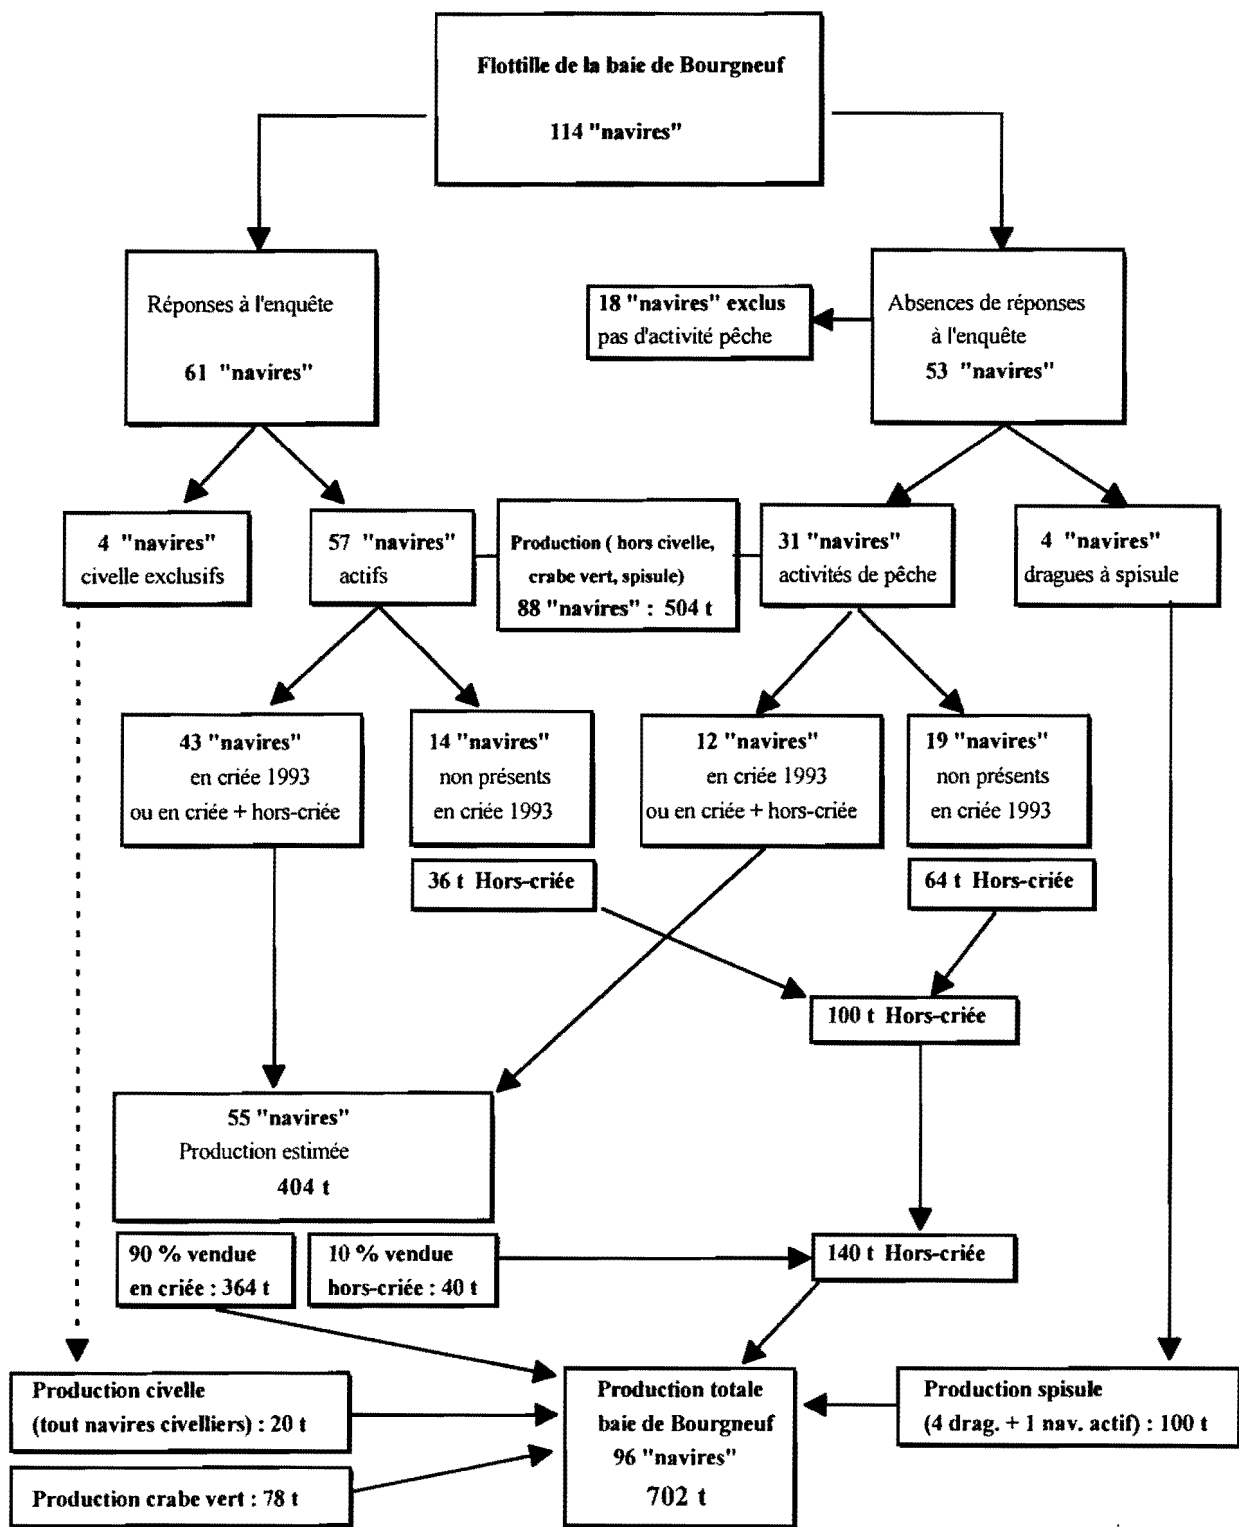 Flottille de la baie de Bourgneuf
114 "navires"
Réponses à l'enquête
61 "navires"
18 "navires" exclus
pas d'activité pêche
Absences de réponses
à l'enquête
53 "navires"
4 "navires"
civelle exclusifs
57 "navires"
actifs
Production ( hors civelle,
crabe vert, spisule)
88 "navires" : 504 t
31 "navires"
activités de pêche
4 "navires"
dragues à spisule
43 "navires"
en criée 1993
ou en criée + hors-criée
14 "navires"
non présents
en criée 1993
12 "navires"
en criée 1993
ou en criée + hors-criée
19 "navires"
non présents
en criée 1993
36 t Hors-criée
64 t Hors-criée
100 t Hors-criée
55 "navires"
Production estimée
404 t
90 % vendue
en criée : 364 t
10 % vendue
hors-criée : 40 t
140 t Hors-criée
Production civelle
(tout navires civelliers) : 20 t
Production crabe vert : 78 t
Production totale
baie de Bourgneuf
96 "navires"
702 t
Production spisule
(4 drag. + 1 nav. actif) : 100 t